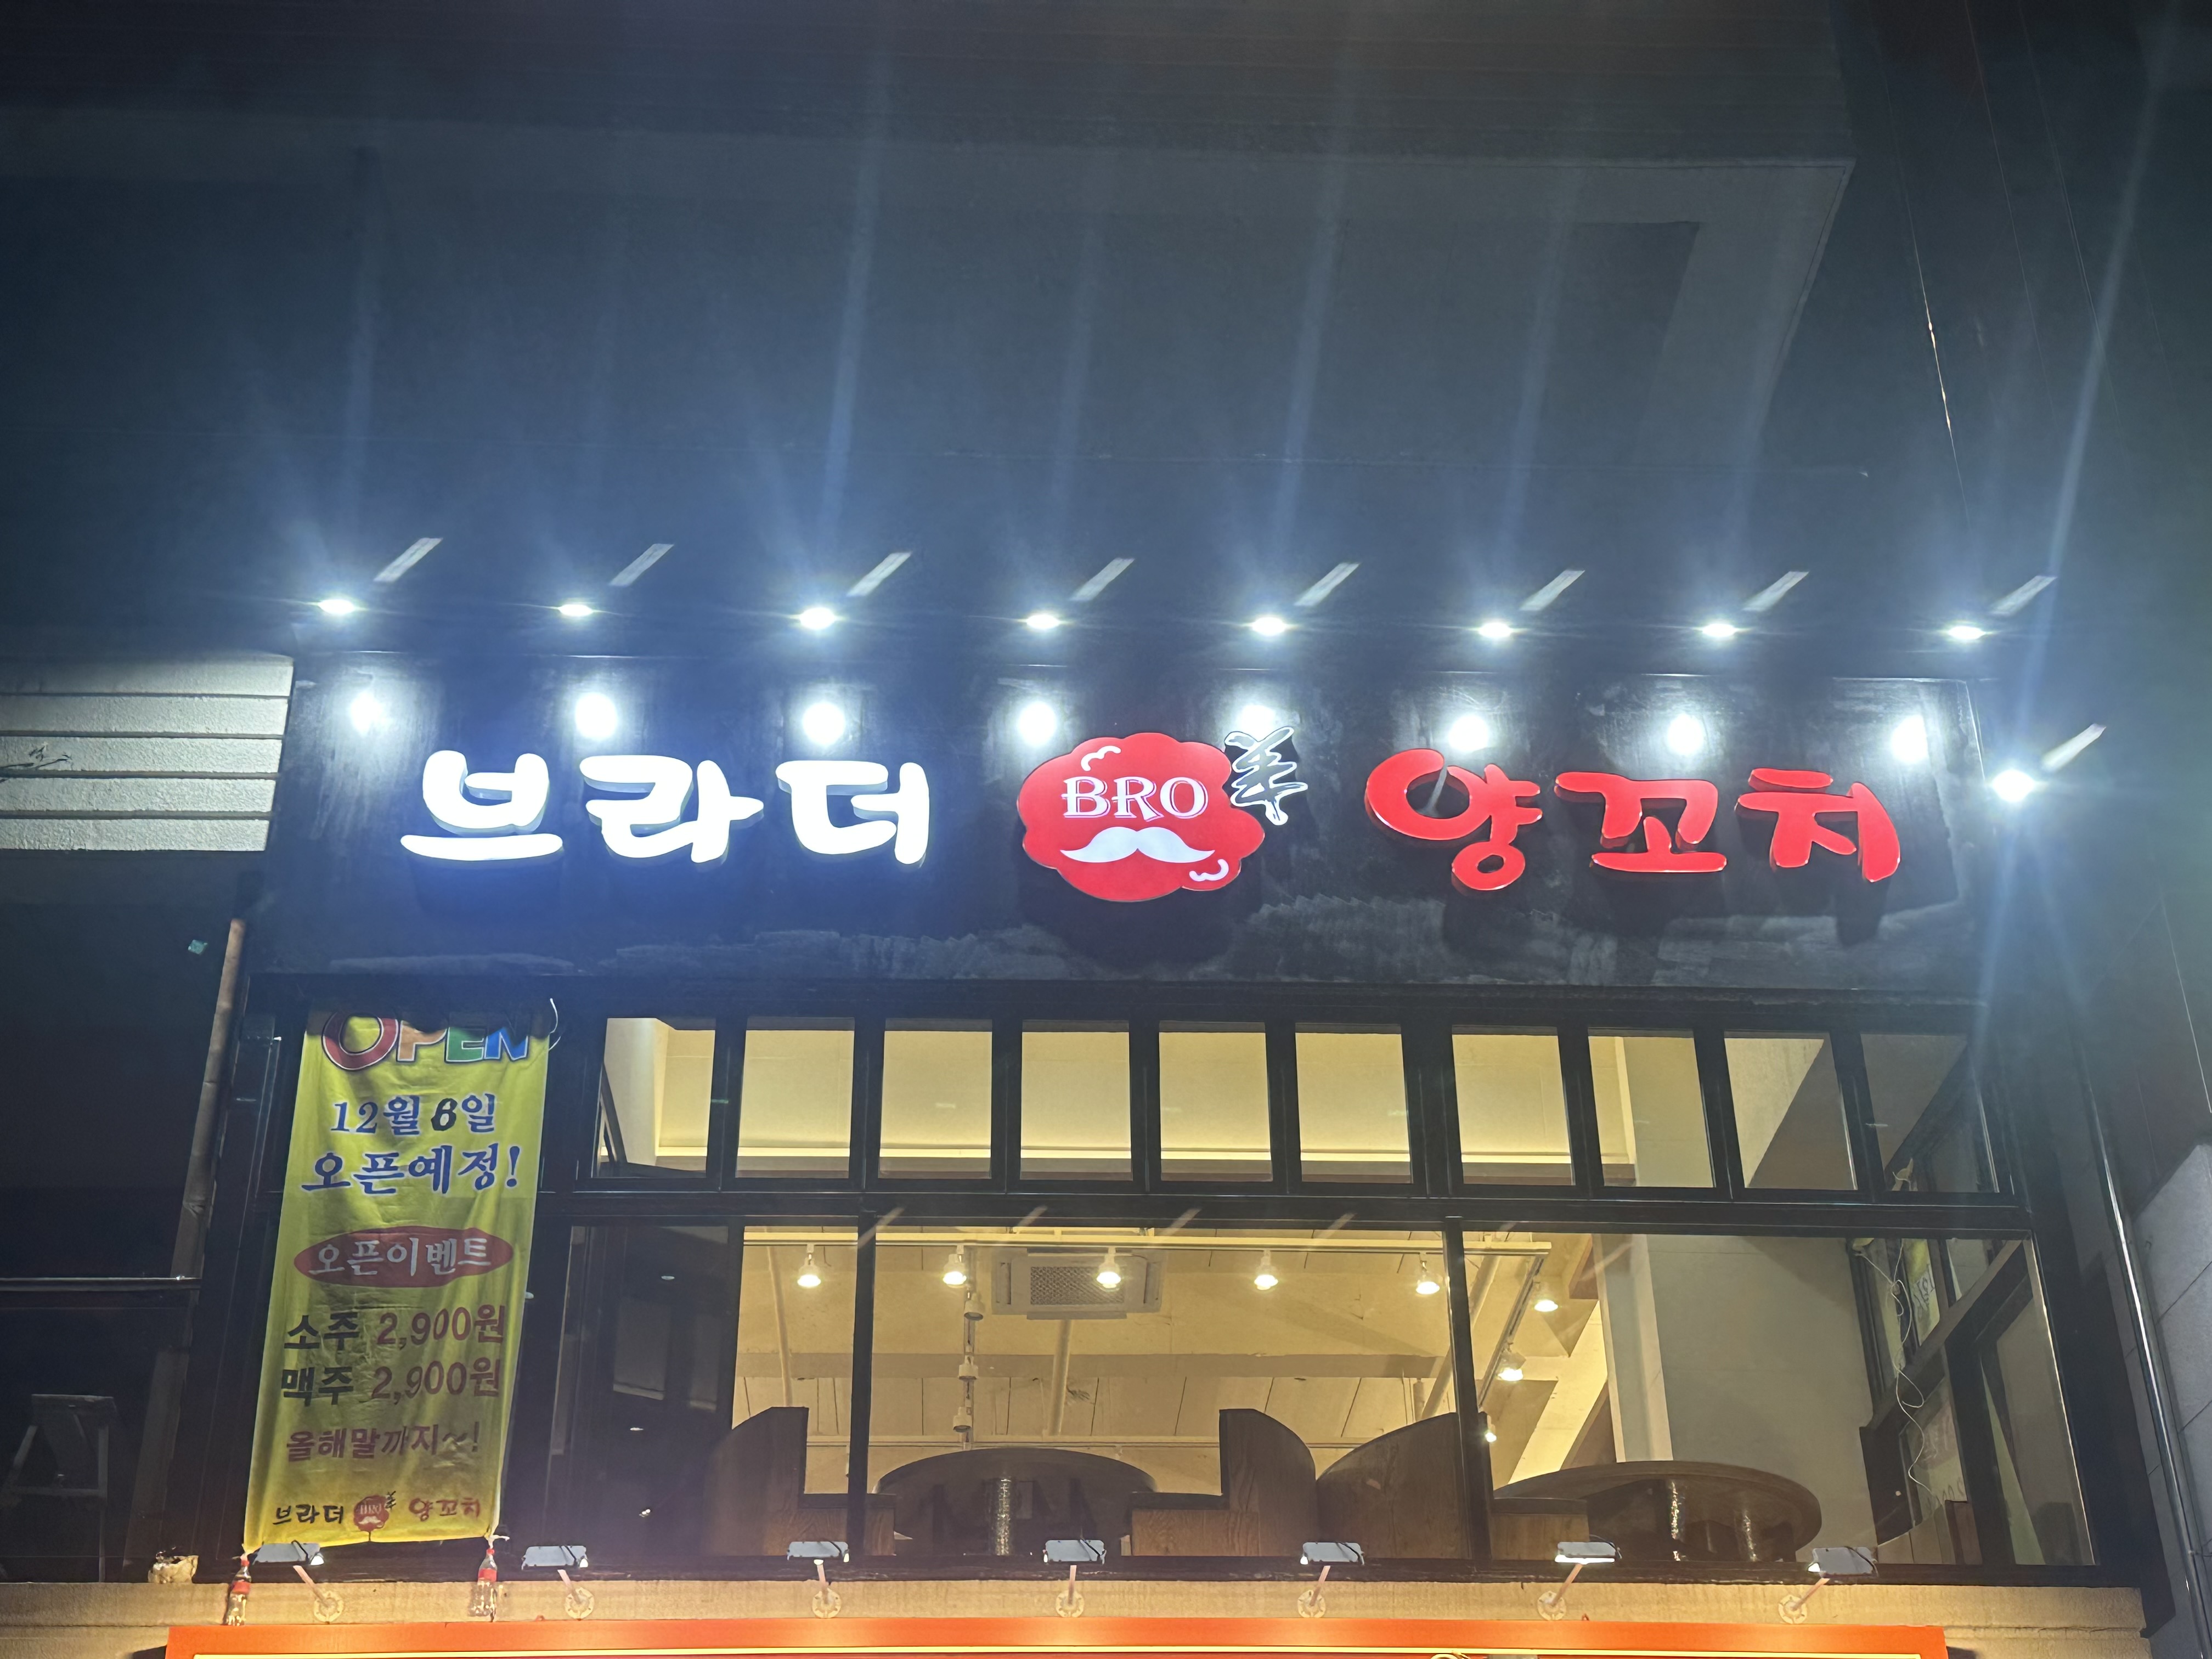 브라더 BRO 羊 양꼬치
OPEN
12월 6일
오픈예정!
오픈이벤트
소주 2,900원
맥주 2,900원
올해말까지~!
브라더 BRO 羊 양꼬치